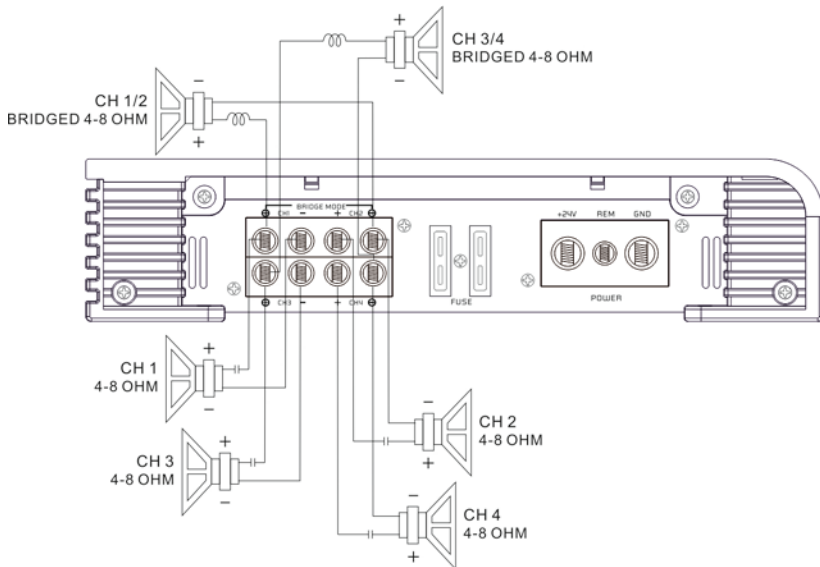 +
CH 3/4
BRIDGED 4-8 OHM
−
−
CH 1/2
BRIDGED 4-8 OHM
+
BRIDGE MODE
⊕ CH1 − + CH2 ⊖
+24V REM GND
FUSE
POWER
⊕ CH3 − + CH4 ⊖
+
CH 1
4-8 OHM
−
−
CH 2
4-8 OHM
+
+
CH 3
4-8 OHM
−
−
CH 4
4-8 OHM
+